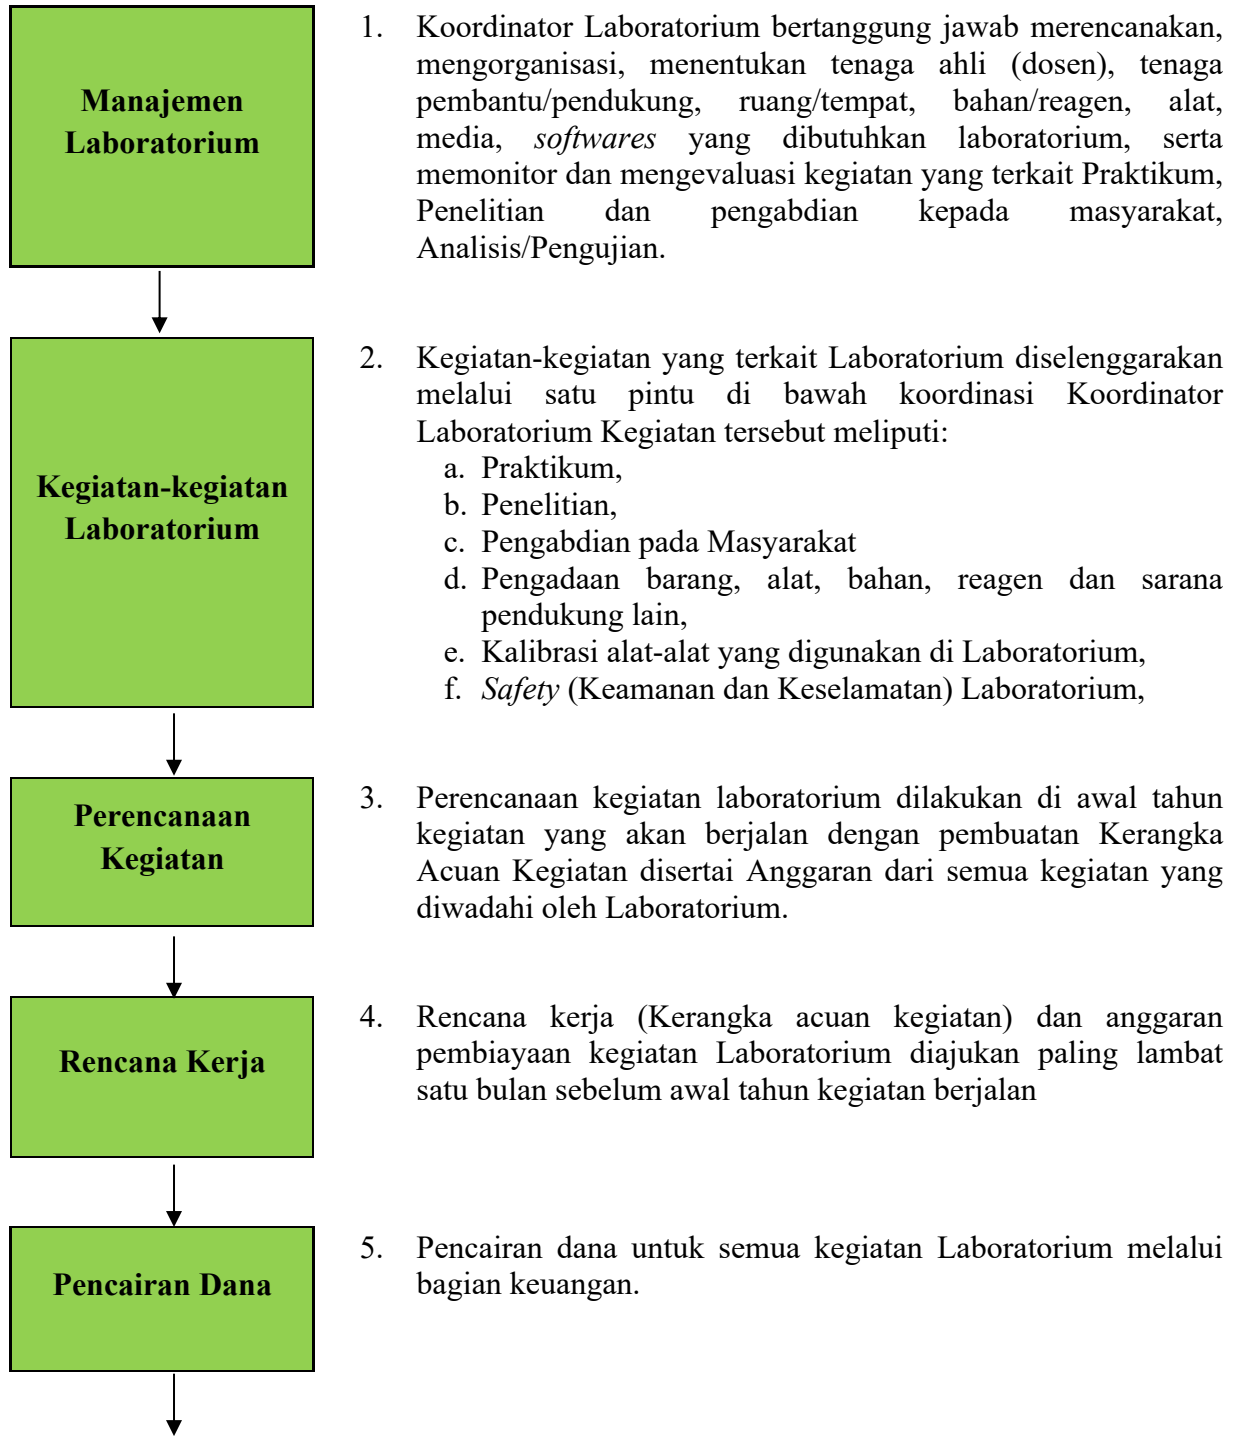 Manajemen
Laboratorium
1. Koordinator Laboratorium bertanggung jawab merencanakan,
mengorganisasi, menentukan tenaga ahli (dosen), tenaga
pembantu/pendukung, ruang/tempat, bahan/reagen, alat,
media, softwares yang dibutuhkan laboratorium, serta
memonitor dan mengevaluasi kegiatan yang terkait Praktikum,
Penelitian dan pengabdian kepada masyarakat,
Analisis/Pengujian.
Kegiatan-kegiatan
Laboratorium
2. Kegiatan-kegiatan yang terkait Laboratorium diselenggarakan
melalui satu pintu di bawah koordinasi Koordinator
Laboratorium Kegiatan tersebut meliputi:
a. Praktikum,
b. Penelitian,
c. Pengabdian pada Masyarakat
d. Pengadaan barang, alat, bahan, reagen dan sarana
pendukung lain,
e. Kalibrasi alat-alat yang digunakan di Laboratorium,
f. Safety (Keamanan dan Keselamatan) Laboratorium,
Perencanaan
Kegiatan
3. Perencanaan kegiatan laboratorium dilakukan di awal tahun
kegiatan yang akan berjalan dengan pembuatan Kerangka
Acuan Kegiatan disertai Anggaran dari semua kegiatan yang
diwadahi oleh Laboratorium.
Rencana Kerja
4. Rencana kerja (Kerangka acuan kegiatan) dan anggaran
pembiayaan kegiatan Laboratorium diajukan paling lambat
satu bulan sebelum awal tahun kegiatan berjalan
Pencairan Dana
5. Pencairan dana untuk semua kegiatan Laboratorium melalui
bagian keuangan.